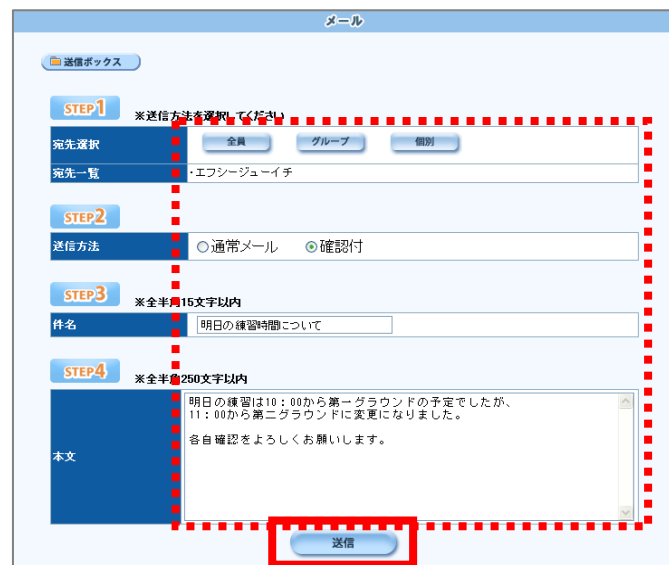 メール
送信ボックス
STEP1 ※送信方法を選択してください
宛先選択 全員 グループ 個別
宛先一覧 ・エフシージューイチ
STEP2
送信方法 通常メール 確認付
STEP3 ※全半角15文字以内
件名 明日の練習時間について
STEP4 ※全半角250文字以内
本文
明日の練習は10：00から第一グラウンドの予定でしたが、
11：00から第二グラウンドに変更になりました。
各自確認をよろしくお願いします。
送信